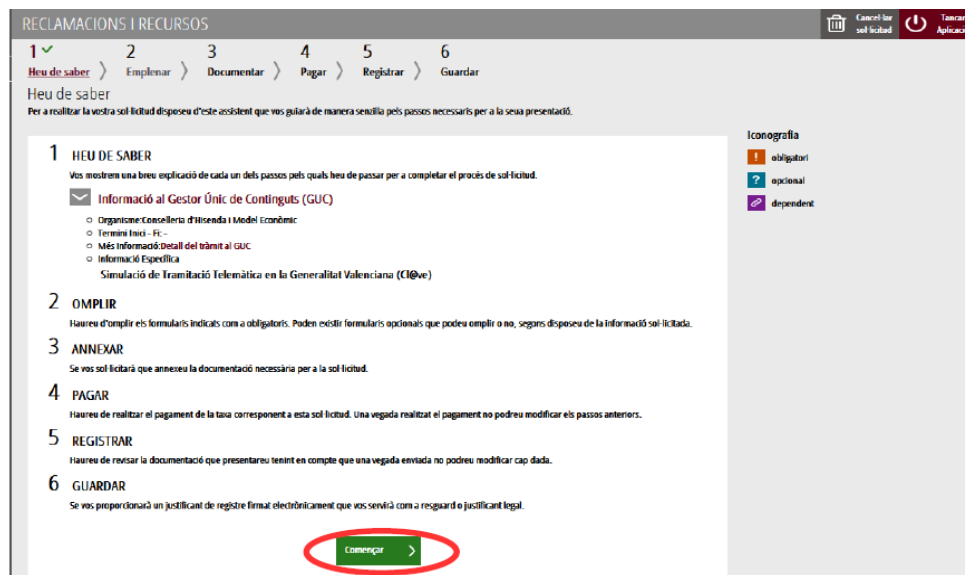 RECLAMACIONS I RECURSOS
Cancel·lar
sol·licitud
Tancar
Aplicació
1 2 3 4 5 6
Heu de saber Emplenar Documentar Pagar Registrar Guardar
Heu de saber
Per a realitzar la vostra sol·licitud disposeu d'este assistent que vos guiarà de manera senzilla pels passos necessaris per a la seua presentació.
Iconografia
! obligatori
? opcional
dependent
1 HEU DE SABER
Vos mostrem una breu explicació de cada un dels passos pels quals heu de passar per a completar el procés de sol·licitud.
Informació al Gestor Únic de Continguts (GUC)
Organisme:Conselleria d'Hisenda i Model Econòmic
Termini Inici - Fi: -
Més Informació:Detall del tràmit al GUC
Informació Específica
Simulació de Tramitació Telemàtica en la Generalitat Valenciana (Cl@ve)
2 OMPLIR
Haureu d'omplir els formularis indicats com a obligatoris. Poden existir formularis opcionals que podeu omplir o no, segons disposeu de la informació sol·licitada.
3 ANNEXAR
Se vos sol·licitarà que annexeu la documentació necessària per a la sol·licitud.
4 PAGAR
Haureu de realitzar el pagament de la taxa corresponent a esta sol·licitud. Una vegada realitzat el pagament no podreu modificar els passos anteriors.
5 REGISTRAR
Haureu de revisar la documentació que presentareu tenint en compte que una vegada enviada no podreu modificar cap dada.
6 GUARDAR
Se vos proporcionarà un justificant de registre firmat electrònicament que vos servirà com a resguard o justificant legal.
Començar